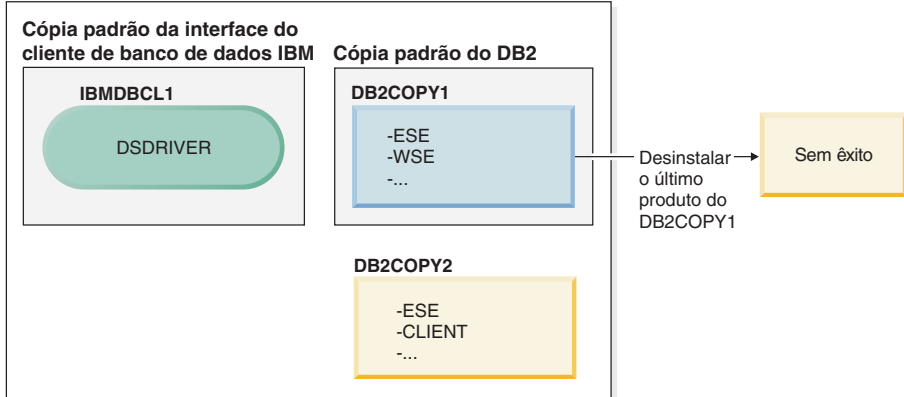 Cópia padrão da interface do
cliente de banco de dados IBM
IBMDBCL1
DSDRIVER
Cópia padrão do DB2
DB2COPY1
-ESE
-WSE
-...
Desinstalar
o último
produto do
DB2COPY1
Sem êxito
DB2COPY2
-ESE
-CLIENT
-...